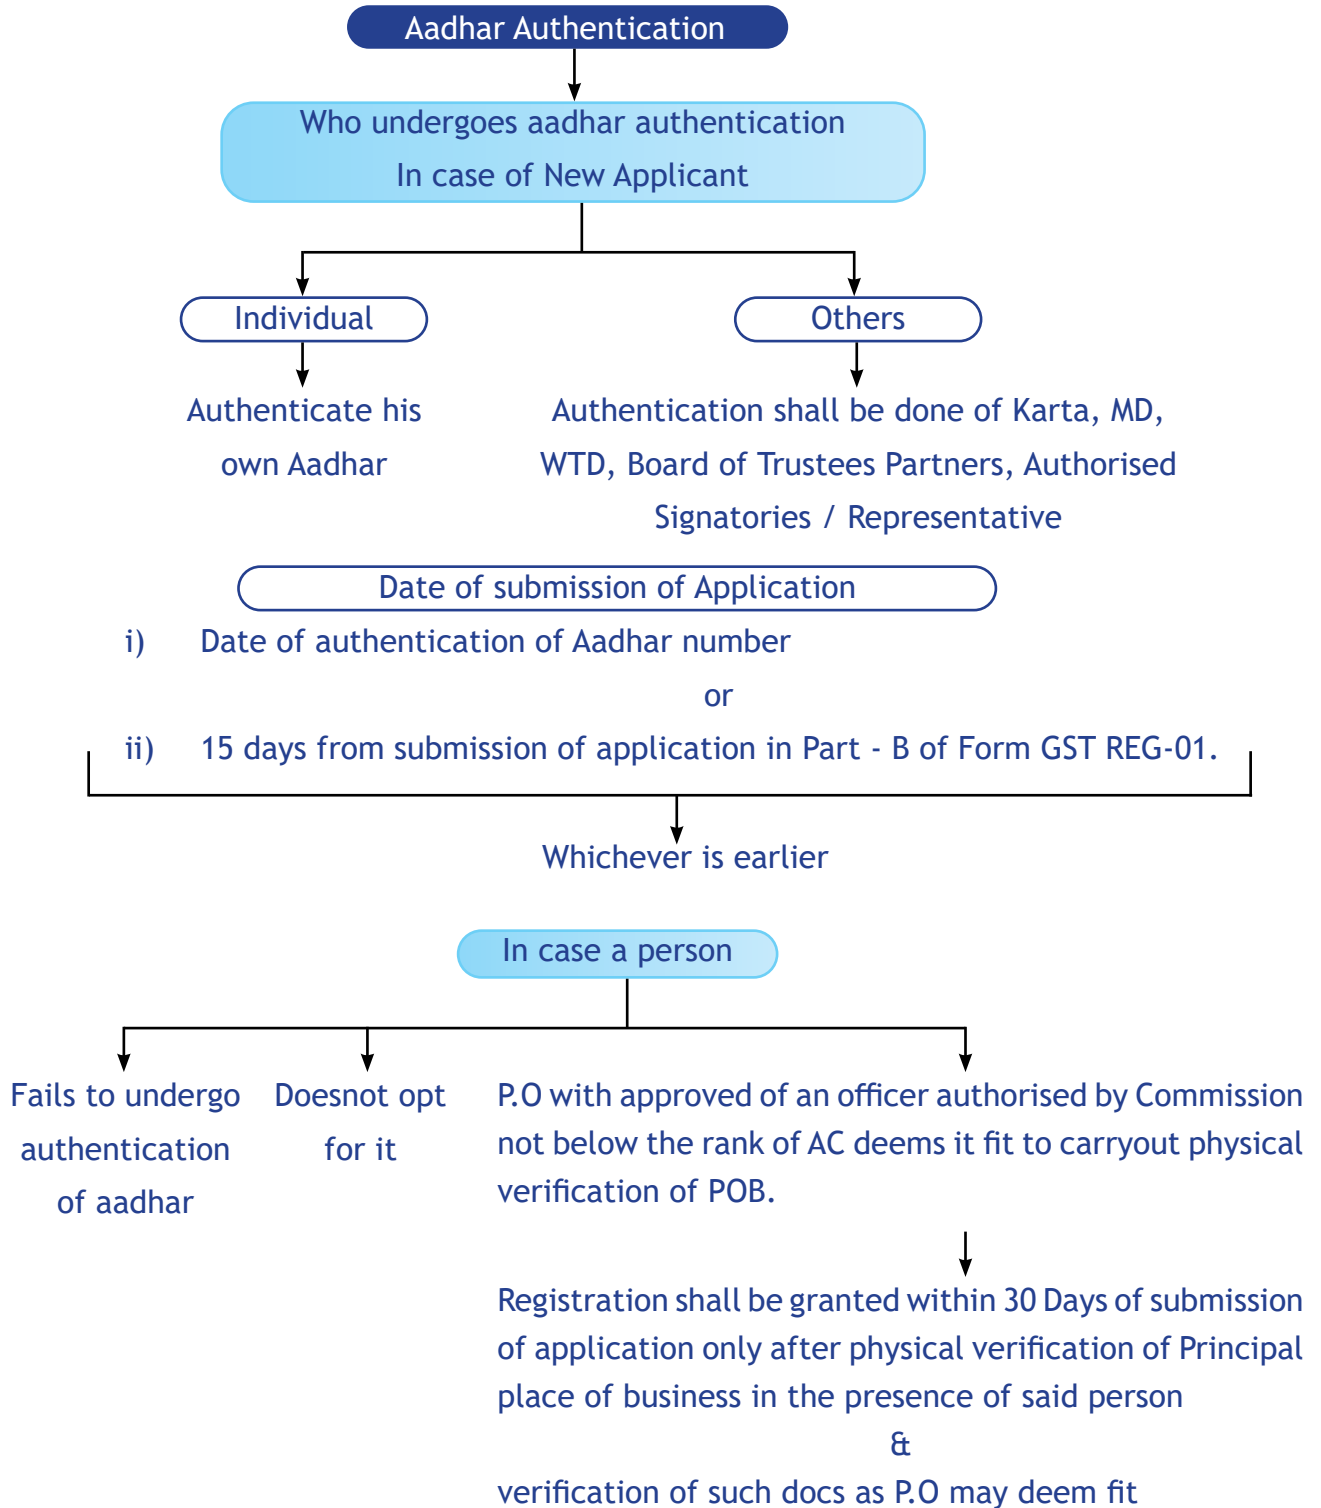 Aadhar Authentication
Who undergoes aadhar authentication
In case of New Applicant
Individual
Others
Authenticate his
own Aadhar
Authentication shall be done of Karta, MD,
WTD, Board of Trustees Partners, Authorised
Signatories / Representative
Date of submission of Application
i) Date of authentication of Aadhar number
or
ii) 15 days from submission of application in Part - B of Form GST REG-01.
Whichever is earlier
In case a person
Fails to undergo
authentication
of aadhar
Doesnot opt
for it
P.O with approved of an officer authorised by Commission
not below the rank of AC deems it fit to carryout physical
verification of POB.
Registration shall be granted within 30 Days of submission
of application only after physical verification of Principal
place of business in the presence of said person
&
verification of such docs as P.O may deem fit